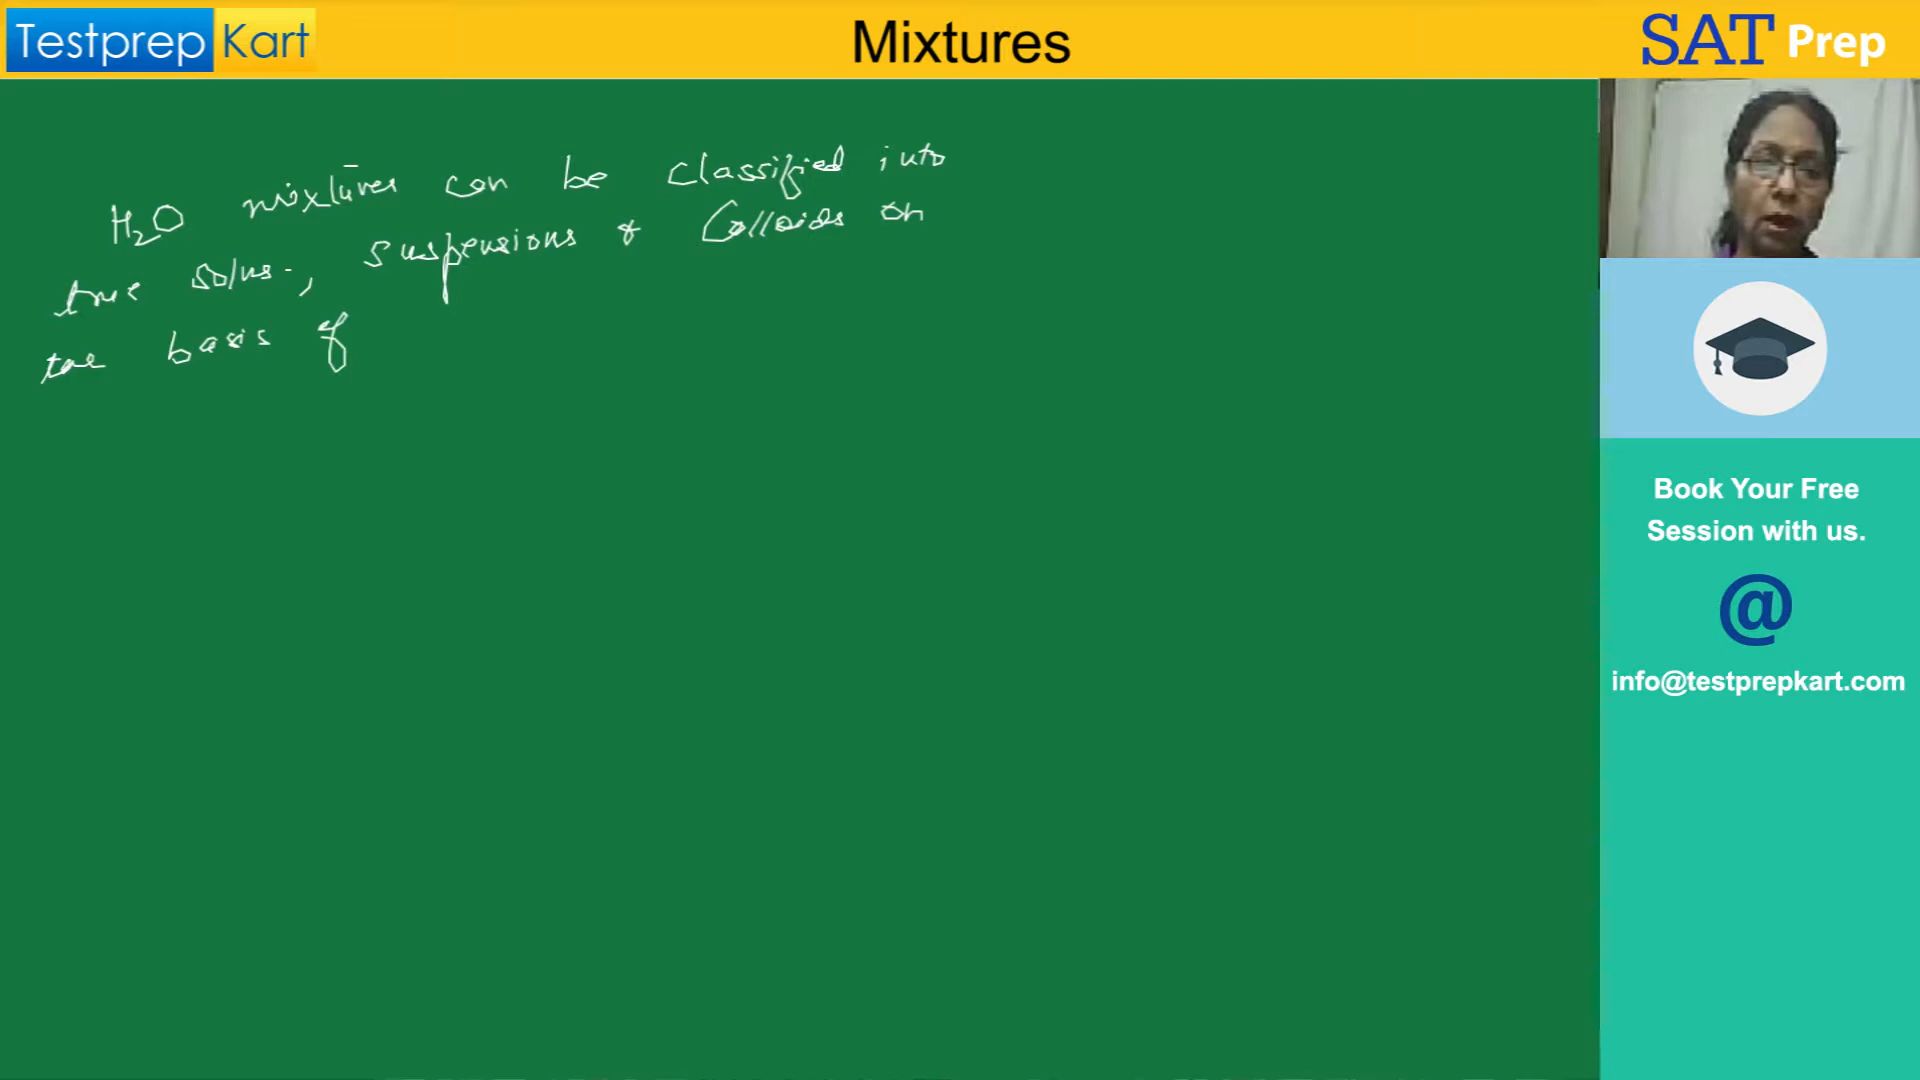 Testprep Kart
Mixtures
SAT Prep
H2O mixtures can be classified into
true solns., suspensions & Colloids on
the basis of
Book Your Free
Session with us.
@
info@testprepkart.com